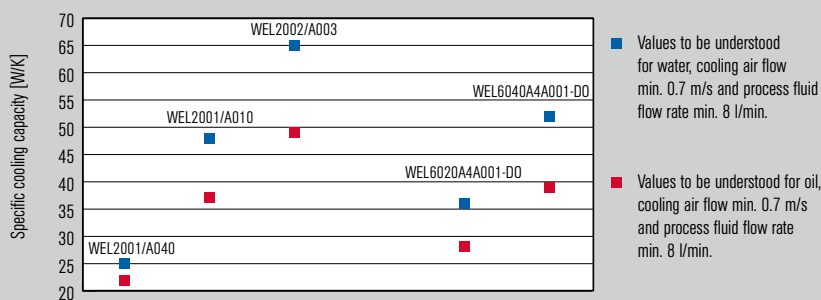 Specific cooling capacity [W/K]
70
65
60
55
50
45
40
35
30
25
20
WEL2002/A003
WEL6040A4A001-DO
WEL2001/A010
WEL6020A4A001-DO
WEL2001/A040
Values to be understood
for water, cooling air flow
min. 0.7 m/s and process fluid
flow rate min. 8 l/min.
Values to be understood for oil,
cooling air flow min. 0.7 m/s
and process fluid flow rate
min. 8 l/min.